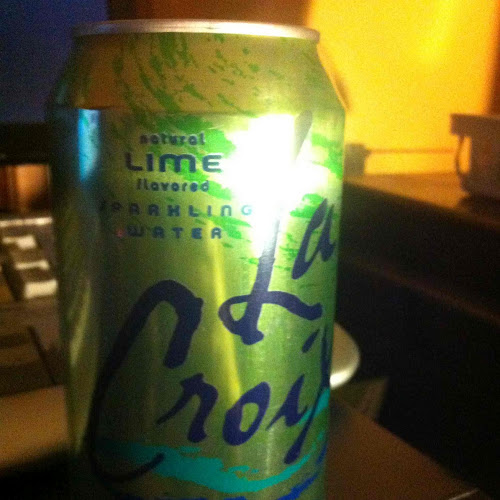 natural
LIME
flavored
SPARKLING
WATER
La
Croix